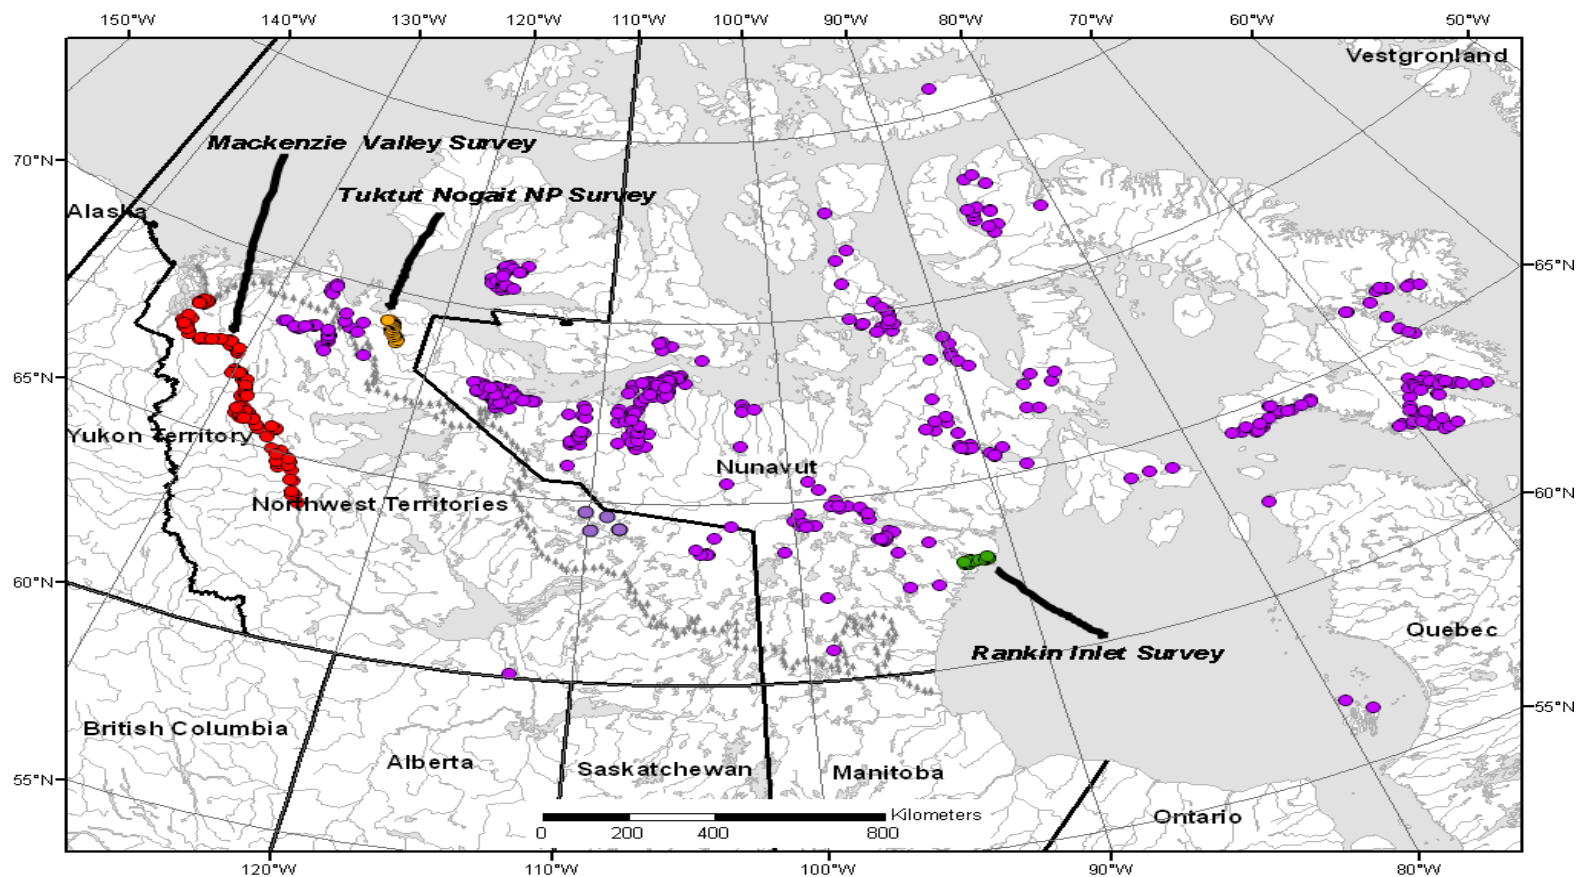 150°W 140°W 130°W 120°W 110°W 100°W 90°W 80°W 70°W 60°W 50°W
Vestgronland
Mackenzie Valley Survey
70°N
Tuktut Nogait NP Survey
Alaska
65°N
65°N
Yukon Territory
Nunavut
60°N
Northwest Territories
60°N
Quebec
Rankin Inlet Survey
55°N
British Columbia
Alberta
Saskatchewan
Manitoba
55°N
Kilometers
Ontario
0 200 400 800
120°W 110°W 100°W 90°W 80°W